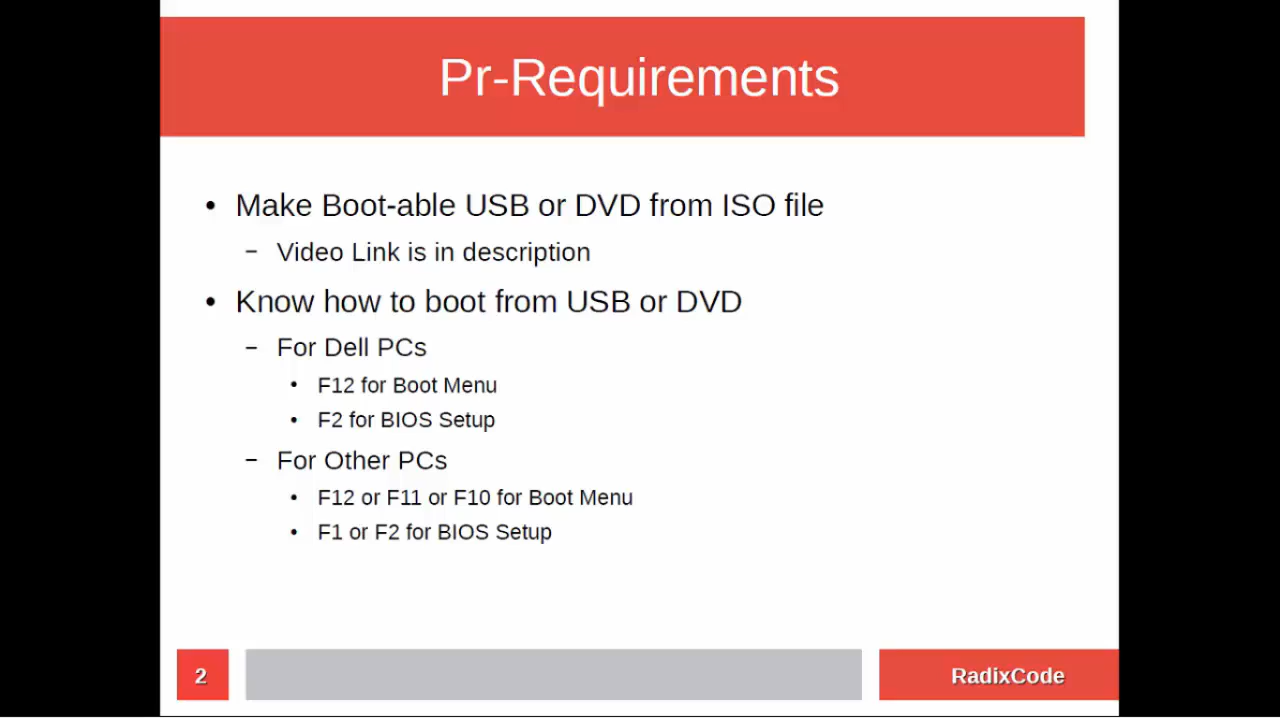 Pr-Requirements
• Make Boot-able USB or DVD from ISO file
– Video Link is in description
• Know how to boot from USB or DVD
– For Dell PCs
• F12 for Boot Menu
• F2 for BIOS Setup
– For Other PCs
• F12 or F11 or F10 for Boot Menu
• F1 or F2 for BIOS Setup
2
RadixCode